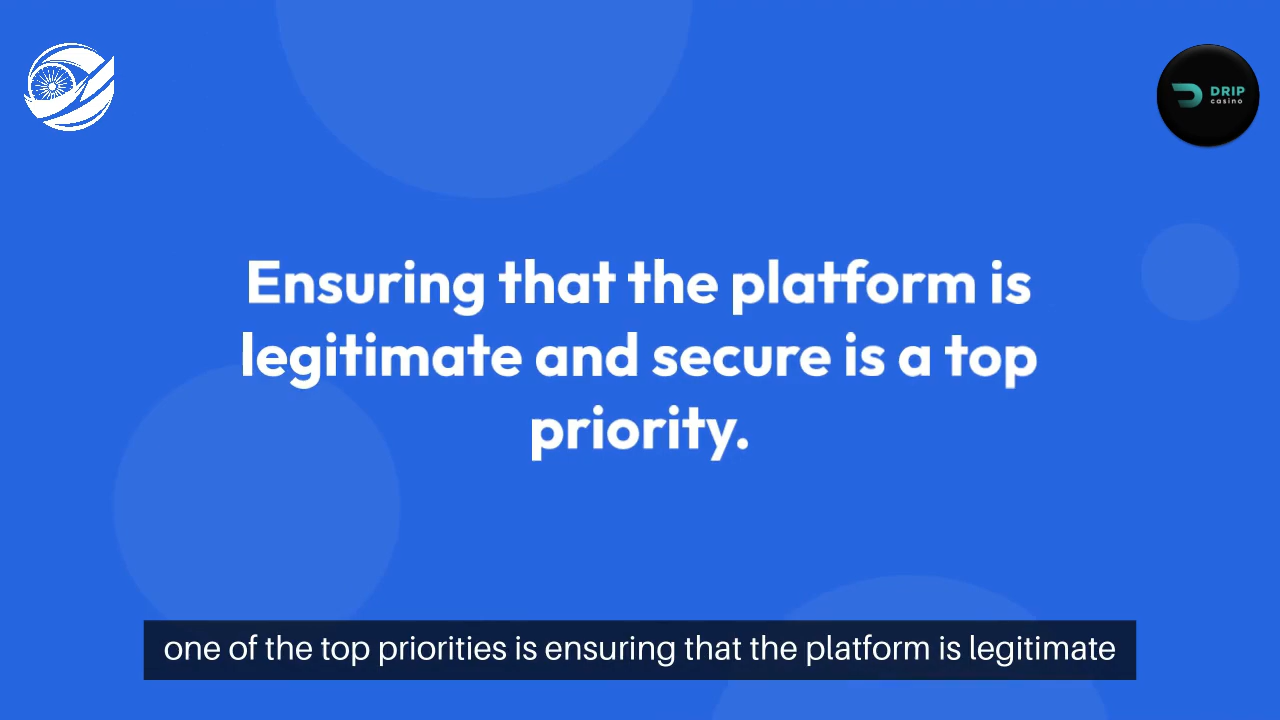 DRIP
casino
Ensuring that the platform is
legitimate and secure is a top
priority.
one of the top priorities is ensuring that the platform is legitimate